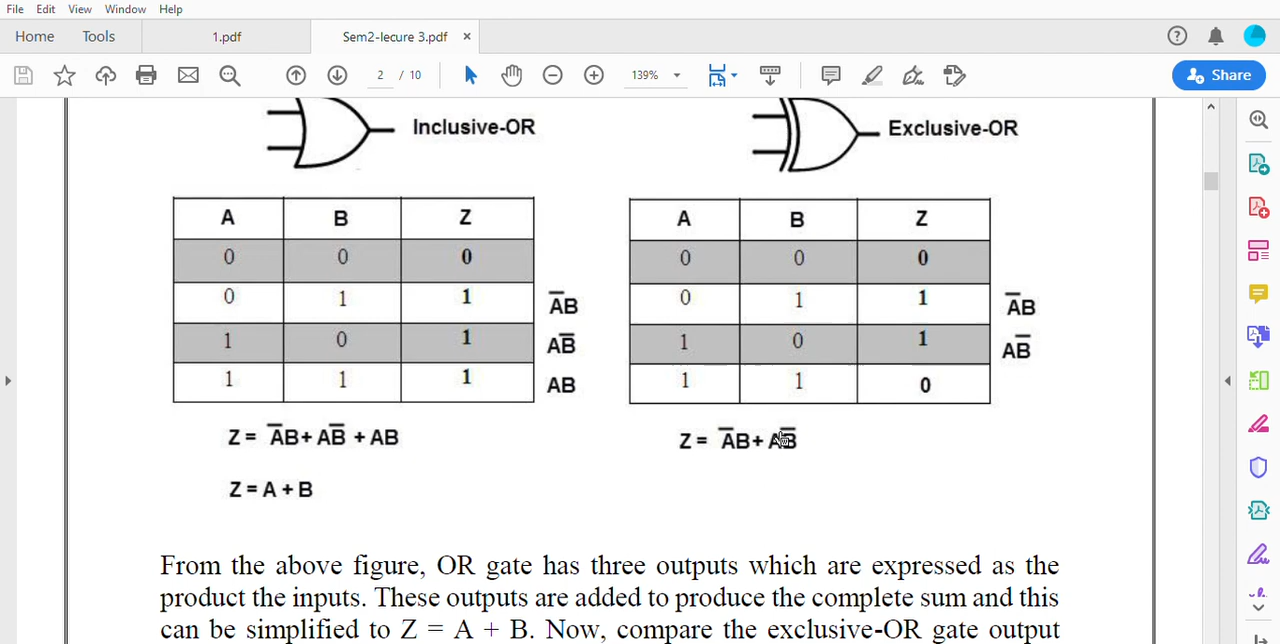 File Edit View Window Help
Home Tools 1.pdf Sem2-lecure 3.pdf ×
2 / 10 139% Share
Inclusive-OR Exclusive-OR
A B Z A B Z
0 0 0 0 0 0
0 1 1 A̅B 0 1 1 A̅B
1 0 1 AB̅ 1 0 1 AB̅
1 1 1 AB 1 1 0
Z = A̅B+ AB̅ + AB Z = A̅B+ AB̅
Z = A + B
From the above figure, OR gate has three outputs which are expressed as the
product the inputs. These outputs are added to produce the complete sum and this
can be simplified to Z = A + B. Now, compare the exclusive-OR gate output